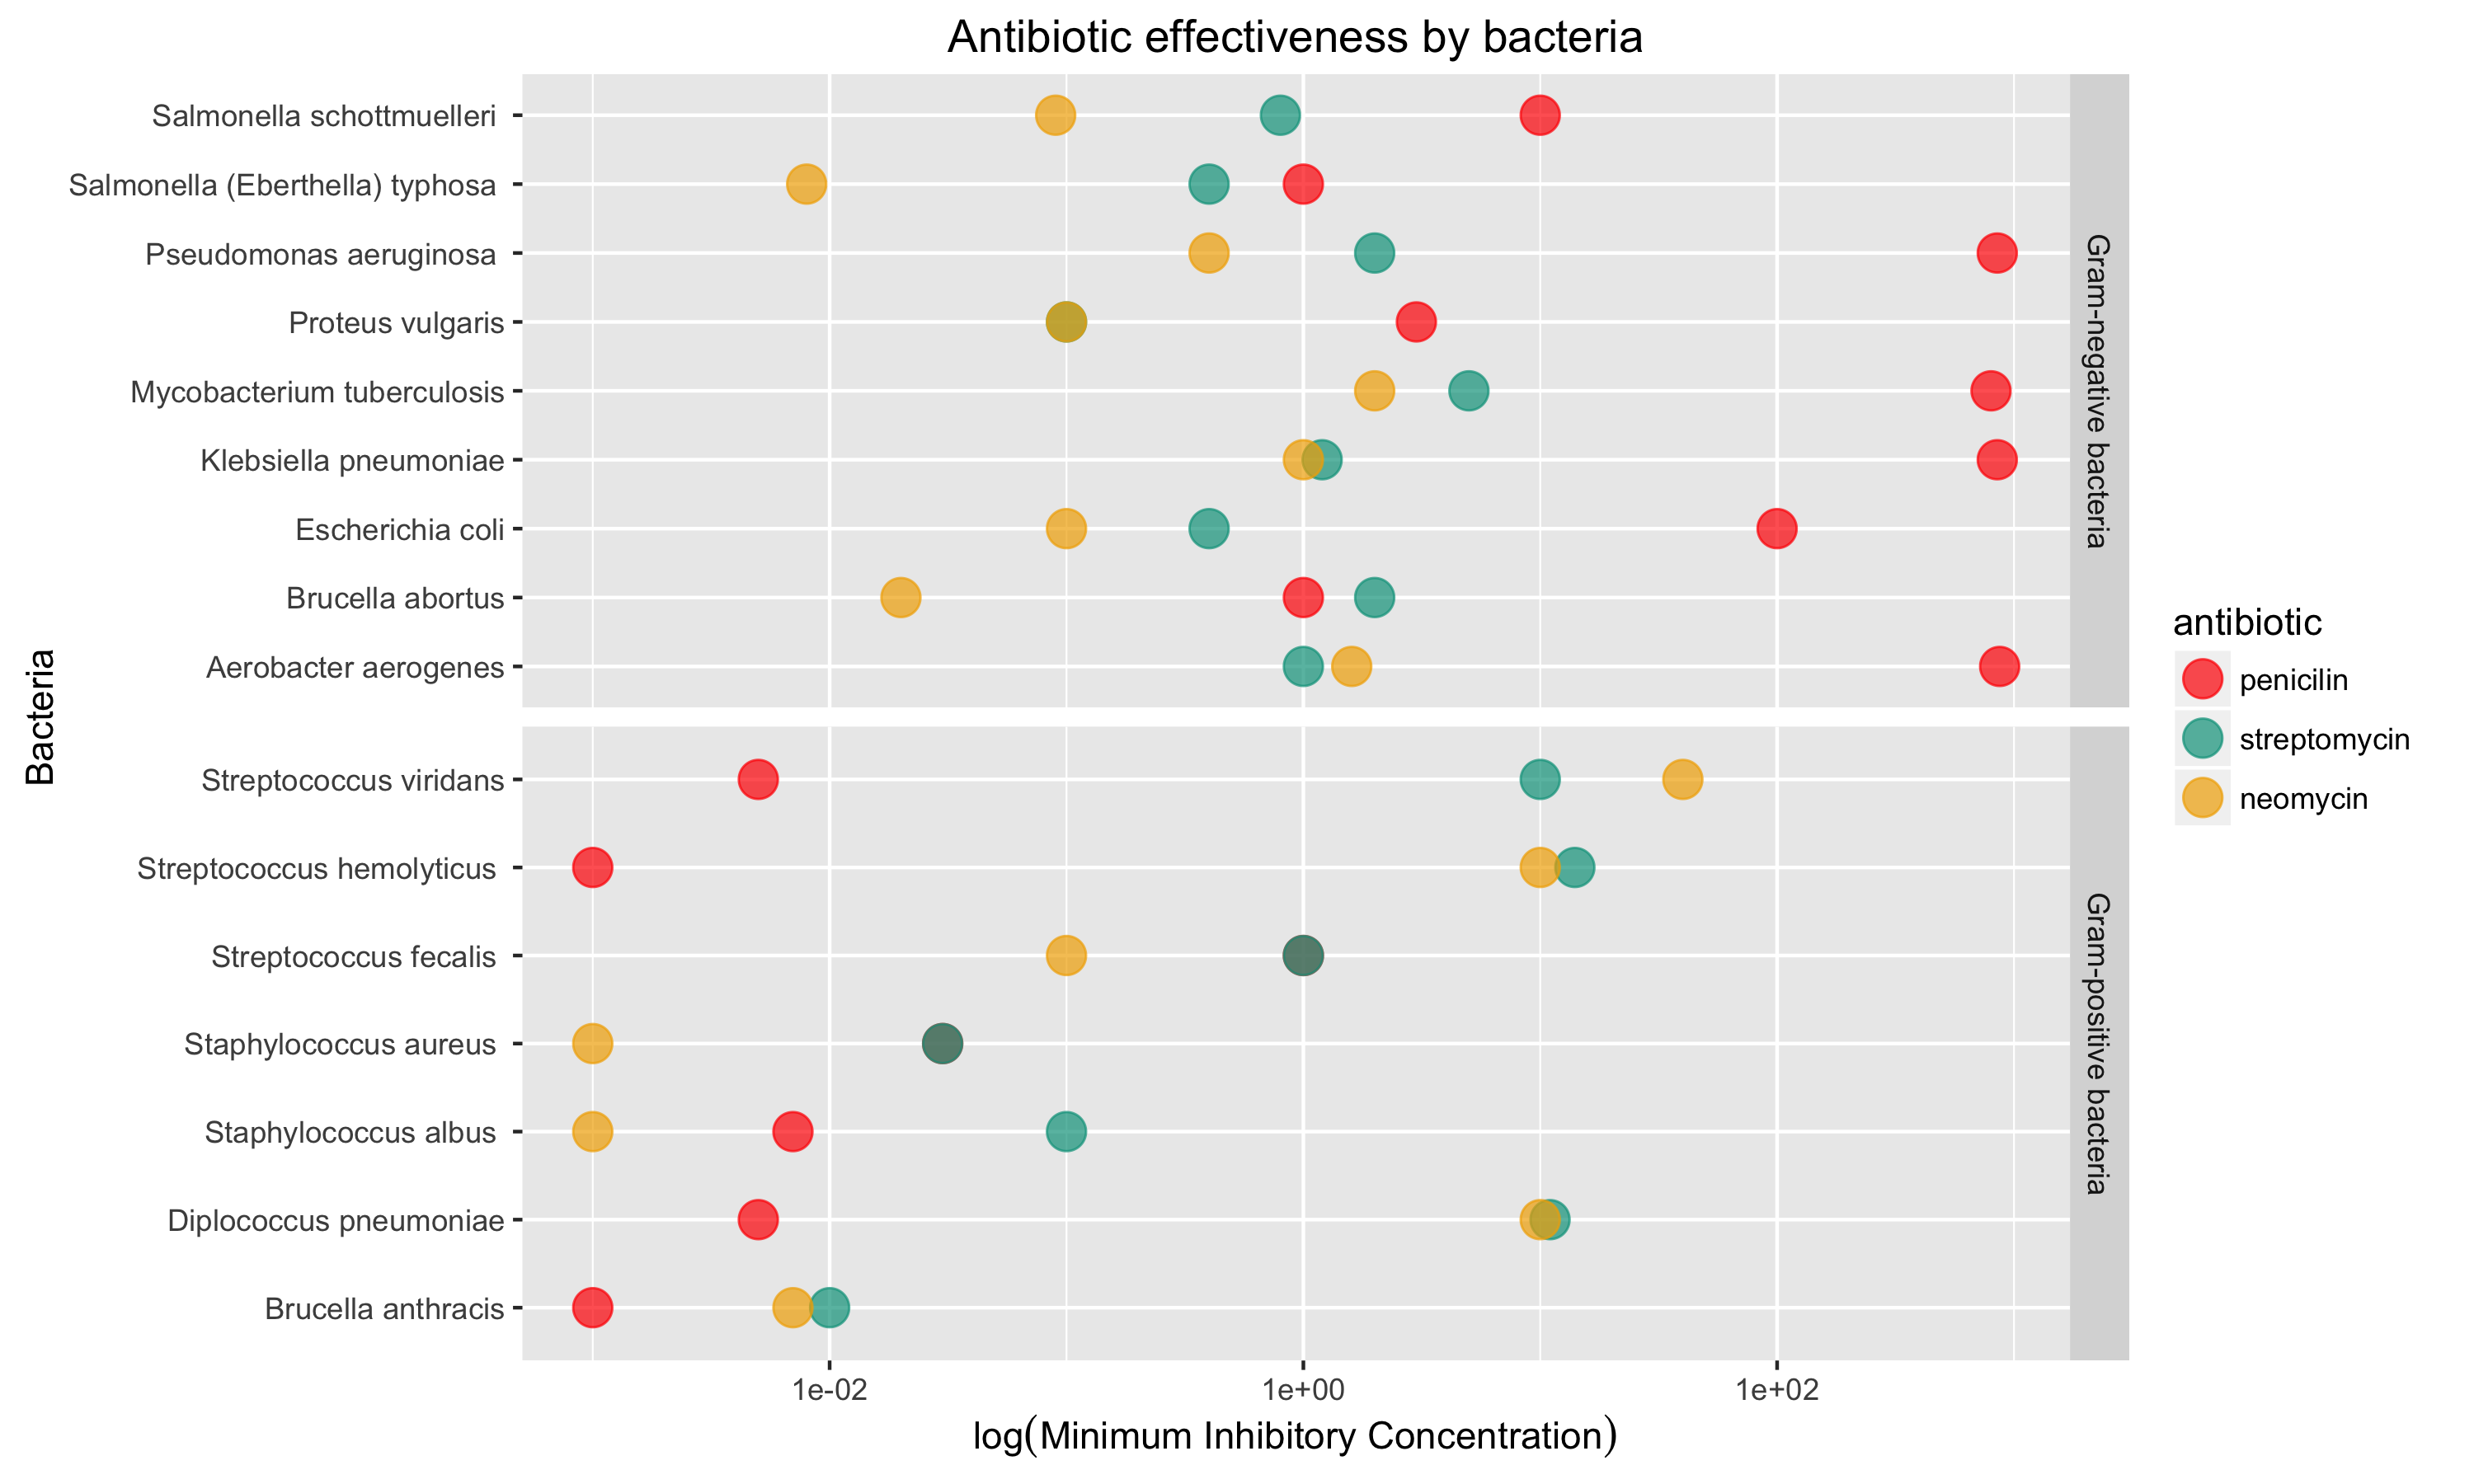 Antibiotic effectiveness by bacteria
Salmonella schottmuelleri
Salmonella (Eberthella) typhosa
Pseudomonas aeruginosa
Proteus vulgaris
Mycobacterium tuberculosis
Klebsiella pneumoniae
Escherichia coli
Brucella abortus
Aerobacter aerogenes
Gram-negative bacteria
Streptococcus viridans
Streptococcus hemolyticus
Streptococcus fecalis
Staphylococcus aureus
Staphylococcus albus
Diplococcus pneumoniae
Brucella anthracis
Gram-positive bacteria
Bacteria
1e-02
1e+00
1e+02
log(Minimum Inhibitory Concentration)
antibiotic
penicilin
streptomycin
neomycin